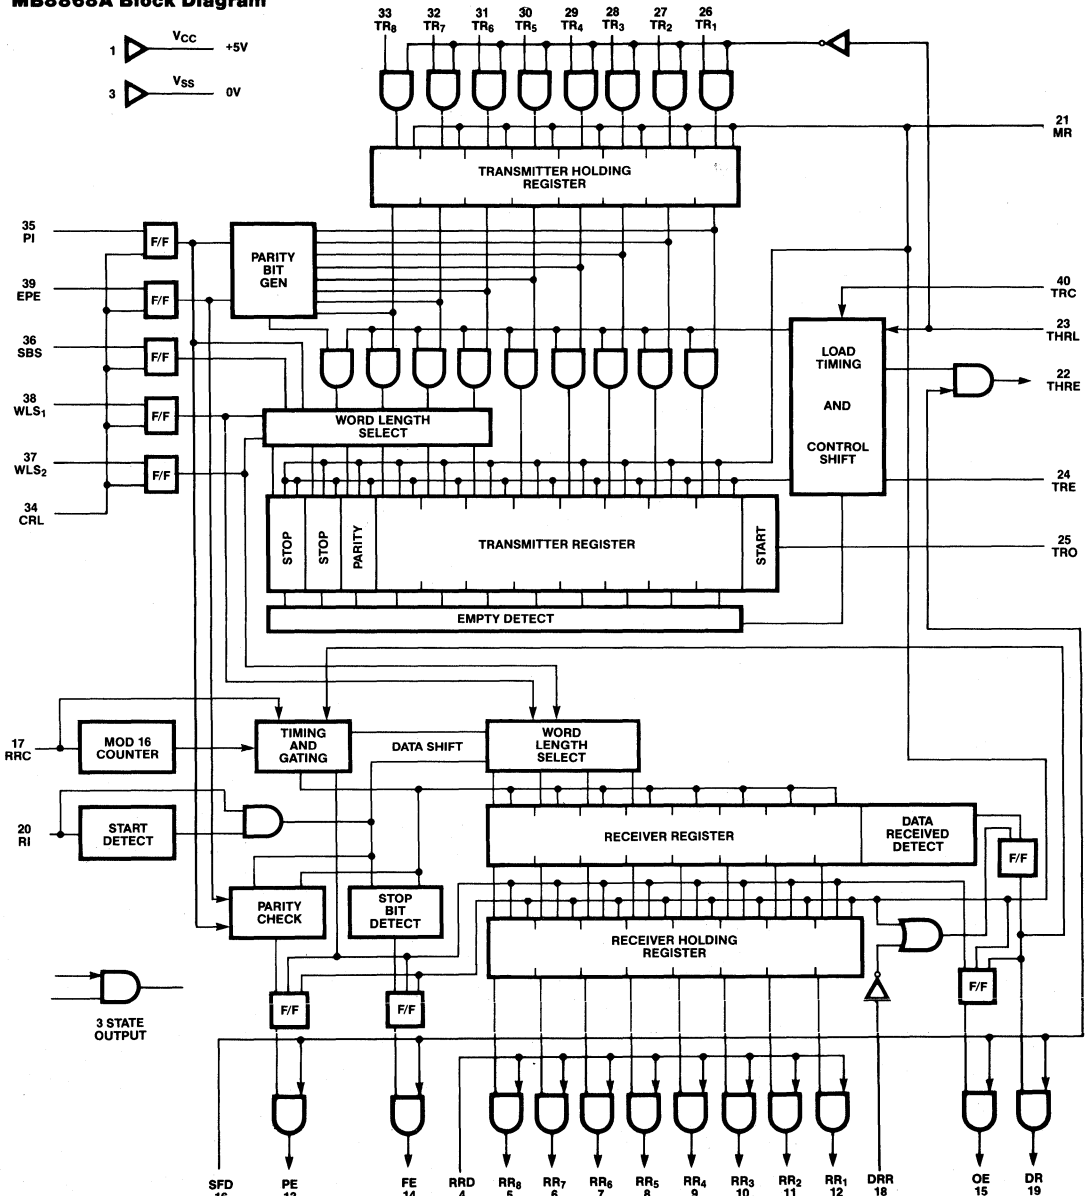 MB8868A Block Diagram
33 32 31 30 29 28 27 26
TR8 TR7 TR6 TR5 TR4 TR3 TR2 TR1
1 VCC +5V
3 VSS 0V
21
MR
TRANSMITTER HOLDING
REGISTER
35
PI
F/F
PARITY
BIT
GEN
39
EPE
F/F
40
TRC
36
SBS
F/F
23
THRL
LOAD
TIMING
AND
CONTROL
SHIFT
22
THRE
38
WLS1
F/F
WORD LENGTH
SELECT
37
WLS2
F/F
24
TRE
34
CRL
STOP
STOP
PARITY
TRANSMITTER REGISTER
START
25
TRO
EMPTY DETECT
17
RRC
MOD 16
COUNTER
TIMING
AND
GATING
DATA SHIFT
WORD
LENGTH
SELECT
20
RI
START
DETECT
RECEIVER REGISTER
DATA
RECEIVED
DETECT
F/F
PARITY
CHECK
STOP
BIT
DETECT
RECEIVER HOLDING
REGISTER
F/F
F/F
F/F
3 STATE
OUTPUT
SFD PE FE RRD RR8 RR7 RR6 RR5 RR4 RR3 RR2 RR1 DRR OE DR
16 13 14 4 5 6 7 8 9 10 11 12 18 15 19